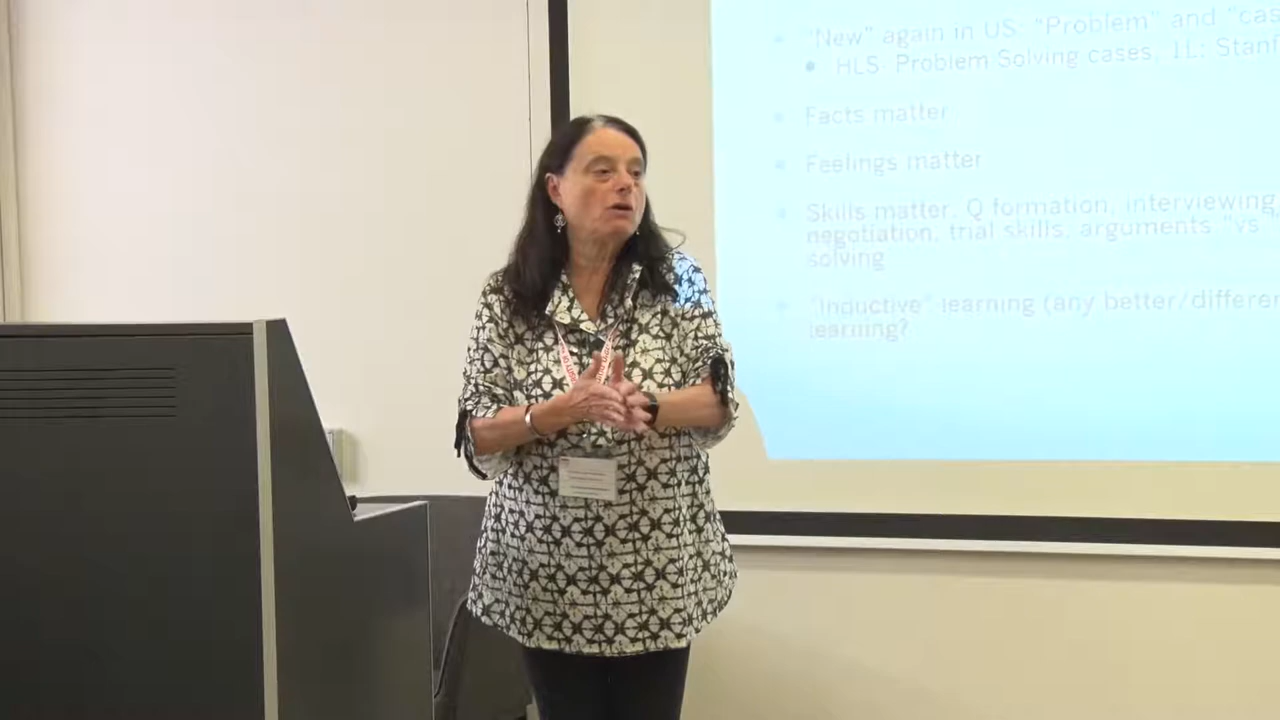 "New" again in US: "Problem" and "cas
HLS- Problem Solving cases, 1L; Stanf
Facts matter
Feelings matter
Skills matter. Q formation, interviewing,
negotiation, trial skills, arguments "vs"
solving
"Inductive" learning (any better/differen
learning?